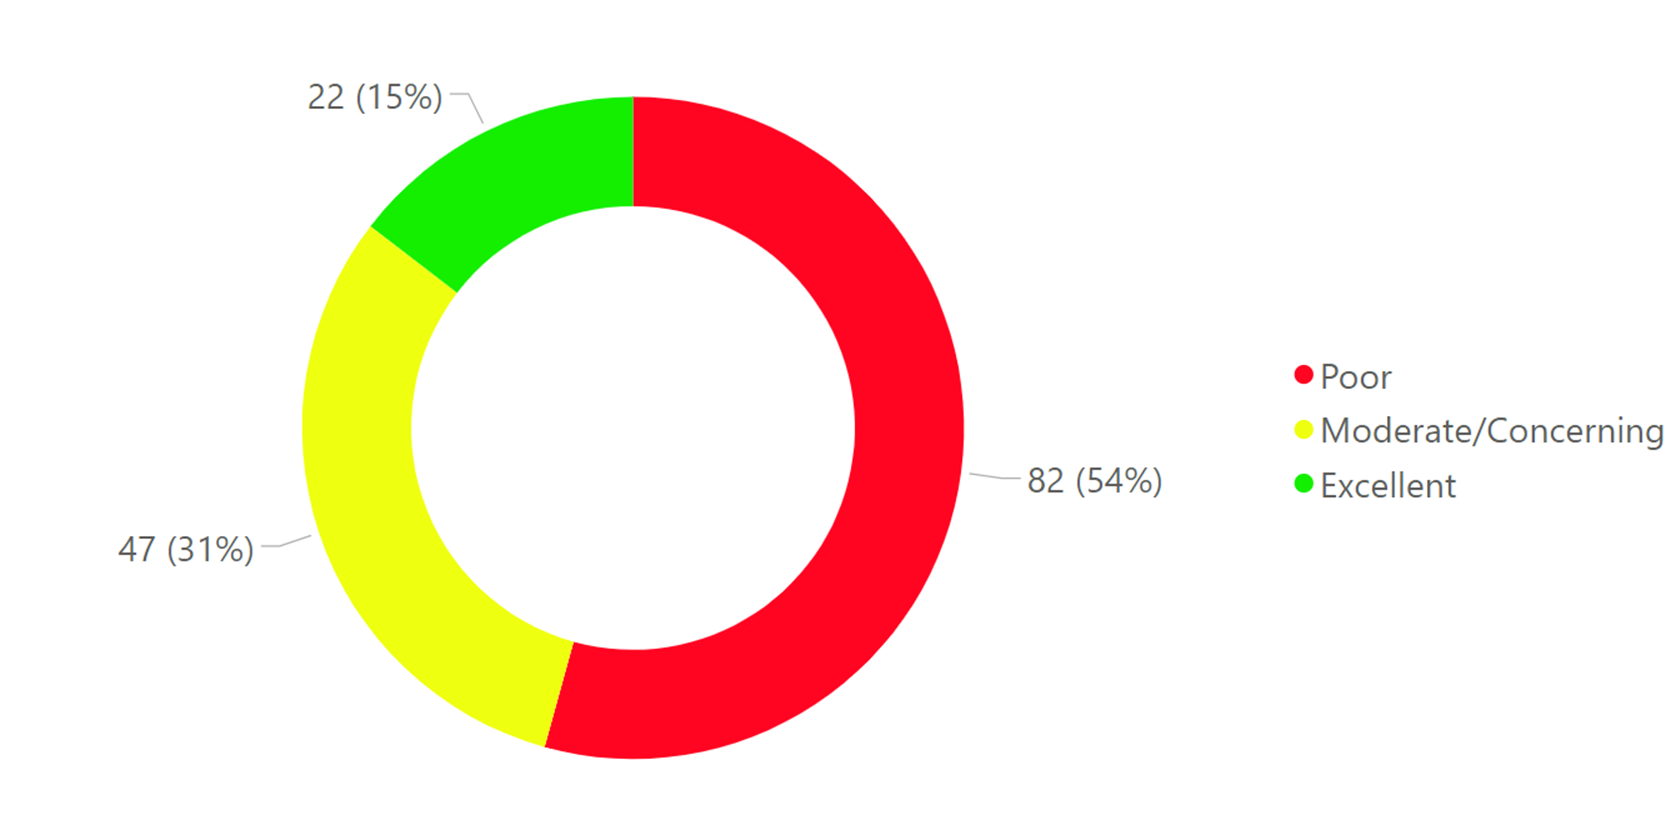 22 (15%)
82 (54%)
47 (31%)
Poor
Moderate/Concerning
Excellent